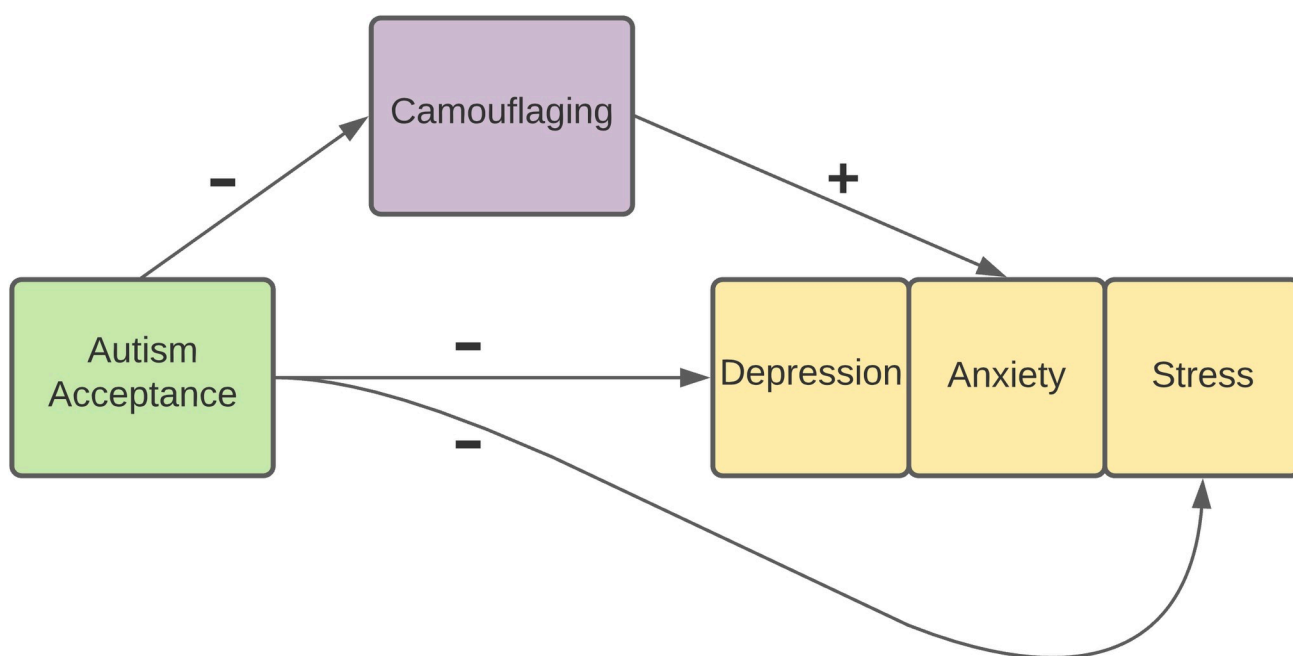 Camouflaging
–
+
Autism
Acceptance
–
–
Depression
Anxiety
Stress